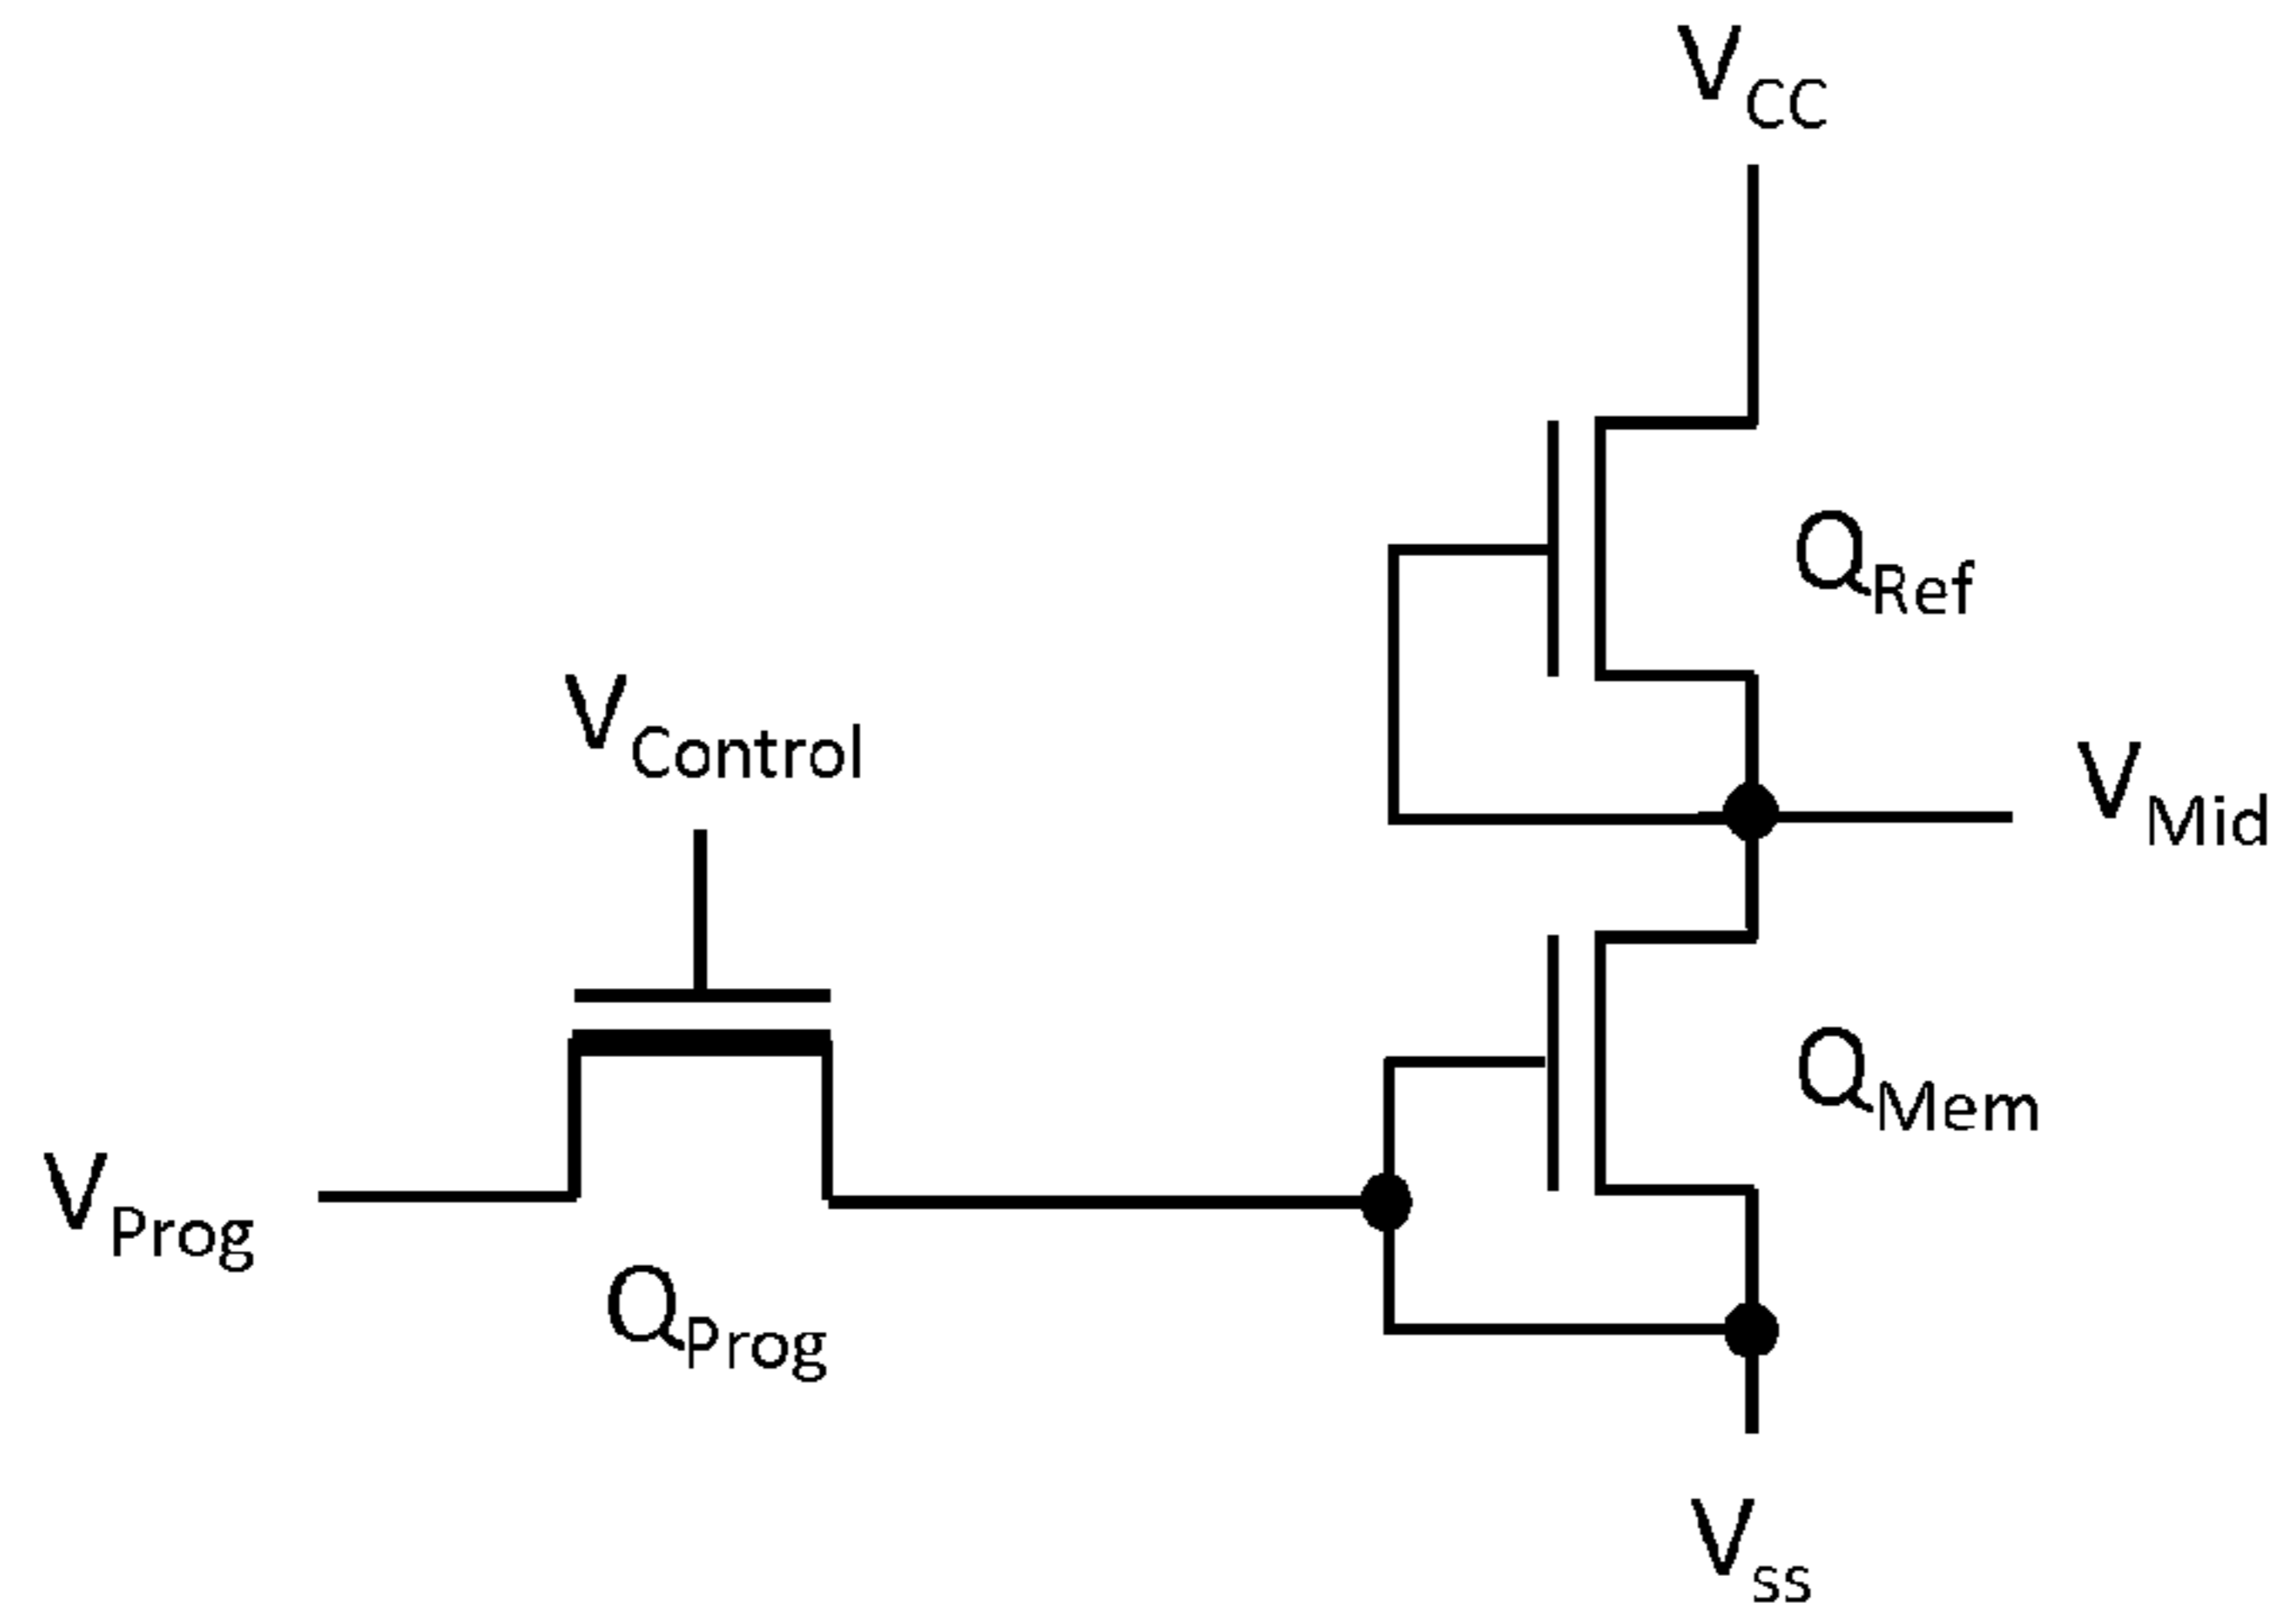 VCC
QRef
VControl
VMid
QMem
VProg
QProg
Vss